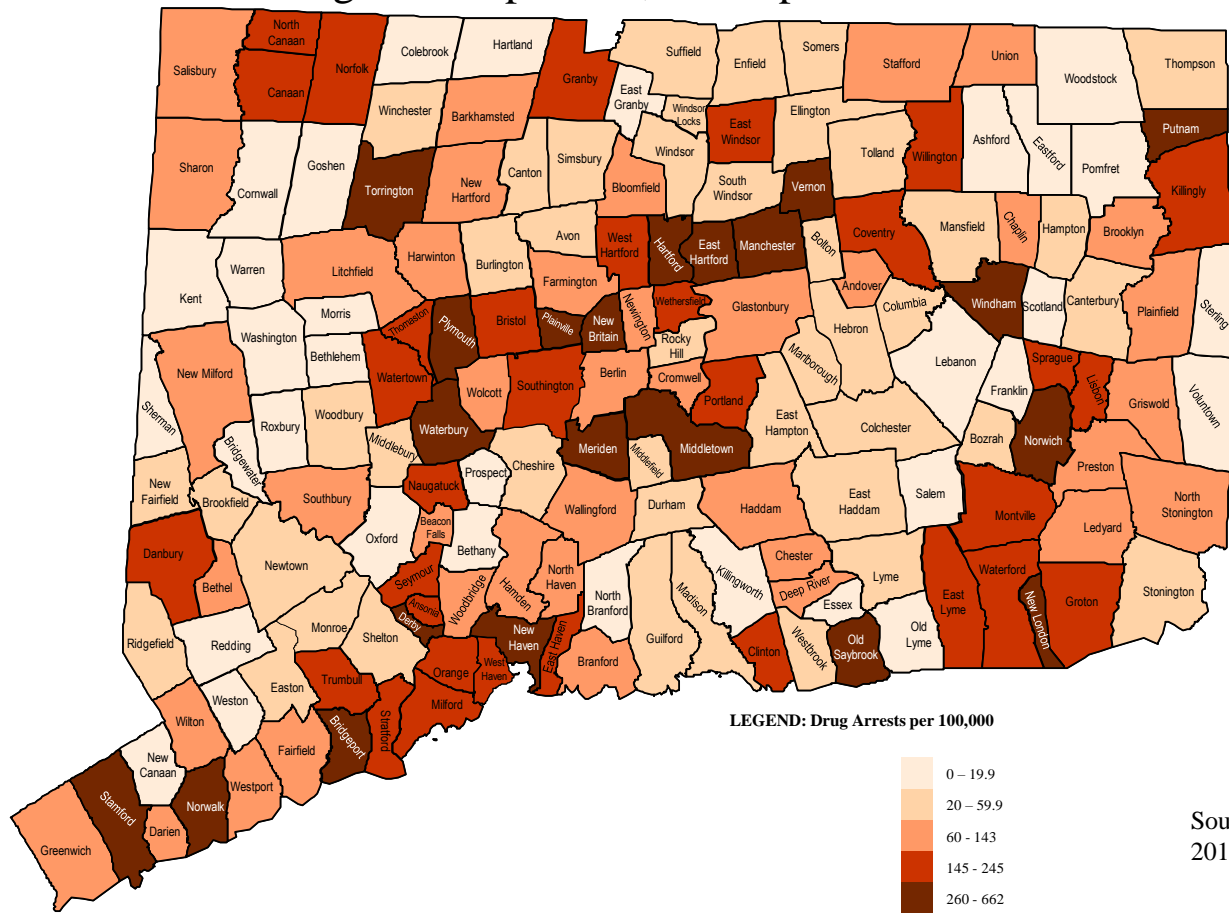 North
Canaan
Colebrook
Hartland
Suffield
Enfield
Somers
Stafford
Union
Woodstock
Thompson
Salisbury
Canaan
Norfolk
Granby
East
Granby
Windsor
Locks
Winchester
Barkhamsted
East
Windsor
Ellington
Putnam
Sharon
Cornwall
Goshen
Torrington
New
Hartford
Canton
Simsbury
Bloomfield
Windsor
South
Windsor
Vernon
Tolland
Willington
Ashford
Eastford
Pomfret
Killingly
Kent
Warren
Litchfield
Harwinton
Burlington
Avon
Farmington
West
Hartford
Hartford
East
Hartford
Manchester
Bolton
Coventry
Mansfield
Chaplin
Hampton
Brooklyn
Washington
Morris
Bethlehem
Thomaston
Plymouth
Bristol
Plainville
New
Britain
Newington
Wethersfield
Rocky
Hill
Glastonbury
Andover
Columbia
Hebron
Marlborough
Windham
Scotland
Canterbury
Plainfield
Sterling
Sherman
New Milford
Roxbury
Woodbury
Watertown
Wolcott
Southington
Berlin
Cromwell
Portland
East
Hampton
Colchester
Lebanon
Franklin
Sprague
Lisbon
Griswold
Voluntown
Bridgewater
Middlebury
Waterbury
Prospect
Cheshire
Meriden
Middlefield
Middletown
Bozrah
Norwich
Preston
North
Stonington
New
Fairfield
Brookfield
Southbury
Naugatuck
Beacon
Falls
Oxford
Bethany
Wallingford
Durham
Haddam
East
Haddam
Salem
Montville
Ledyard
Danbury
Bethel
Newtown
Seymour
Ansonia
Derby
Woodbridge
Hamden
North
Haven
North
Branford
Guilford
Madison
Killingworth
Chester
Deep River
Essex
Lyme
Old
Lyme
East
Lyme
Waterford
New London
Groton
Stonington
Ridgefield
Redding
Monroe
Shelton
Orange
West
Haven
New
Haven
East Haven
Branford
Clinton
Westbrook
Old
Saybrook
Wilton
Weston
Easton
Trumbull
Bridgeport
Stratford
Milford
New
Canaan
Fairfield
Westport
Norwalk
Darien
Stamford
Greenwich
LEGEND: Drug Arrests per 100,000
0 – 19.9
20 – 59.9
60 - 143
145 - 245
260 - 662
Sou
201